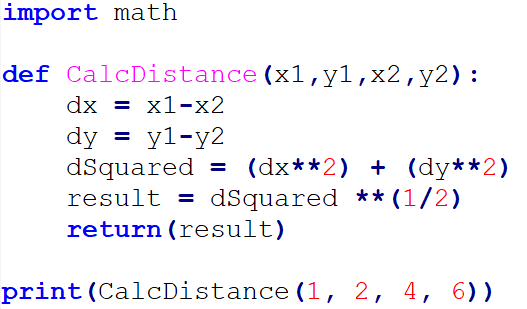 import math

def CalcDistance(x1,y1,x2,y2):
    dx = x1-x2
    dy = y1-y2
    dSquared = (dx**2) + (dy**2)
    result = dSquared **(1/2)
    return(result)

print(CalcDistance(1, 2, 4, 6))